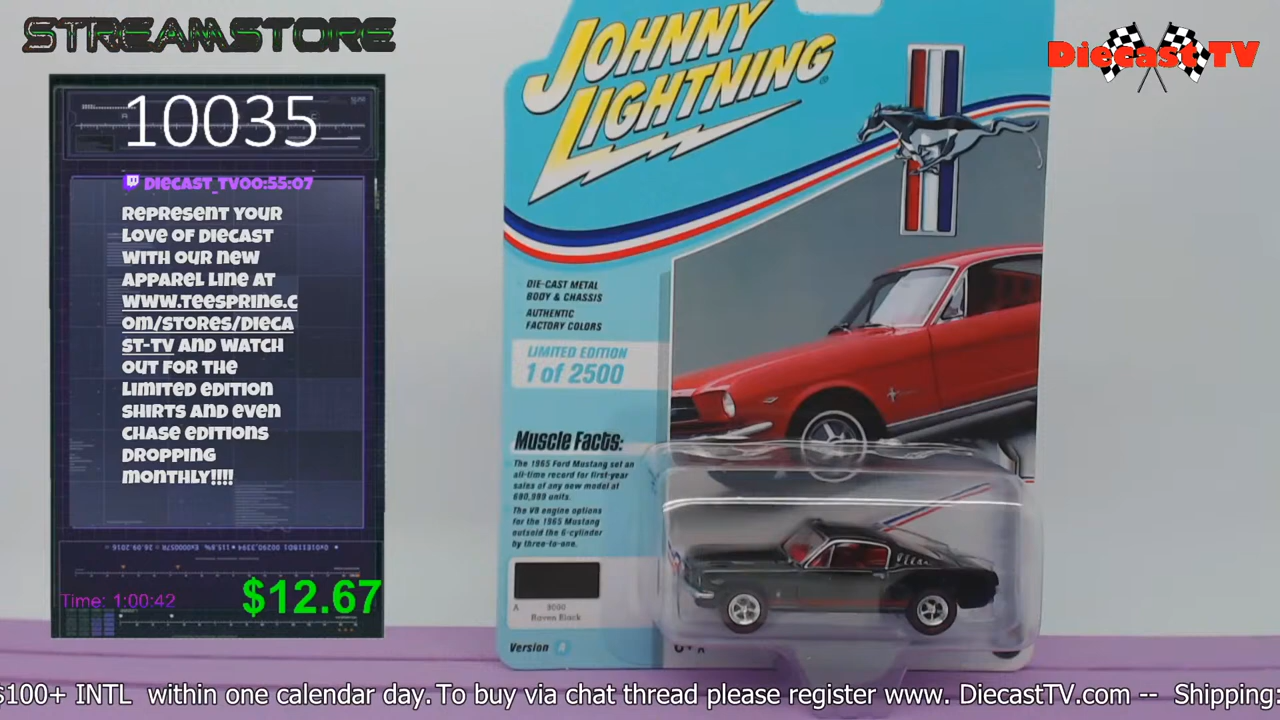 STREAMSTORE
10035
DIECAST_TV00:55:07
REPRESENT YOUR
LOVE OF DIECAST
WITH OUR NEW
APPAREL LINE AT
WWW.TEESPRING.C
OM/STORES/DIECA
ST-TV AND WATCH
OUT FOR THE
LIMITED EDITION
SHIRTS AND EVEN
CHASE EDITIONS
DROPPING
MONTHLY!!!!
Time: 1:00:42
$12.67
JOHNNY
LIGHTNING
DIE-CAST METAL
BODY & CHASSIS
AUTHENTIC
FACTORY COLORS
LIMITED EDITION
1 of 2500
Muscle Facts:
The 1965 Ford Mustang set an
all-time record for first-year
sales of any new model at
680,989 units.
The V8 engine options
for the 1965 Mustang
outsold the 6-cylinder
by three-to-one.
A
Raven Black
Version A
Diecast TV
$100+ INTL within one calendar day. To buy via chat thread please register www. DiecastTV.com -- Shipping: